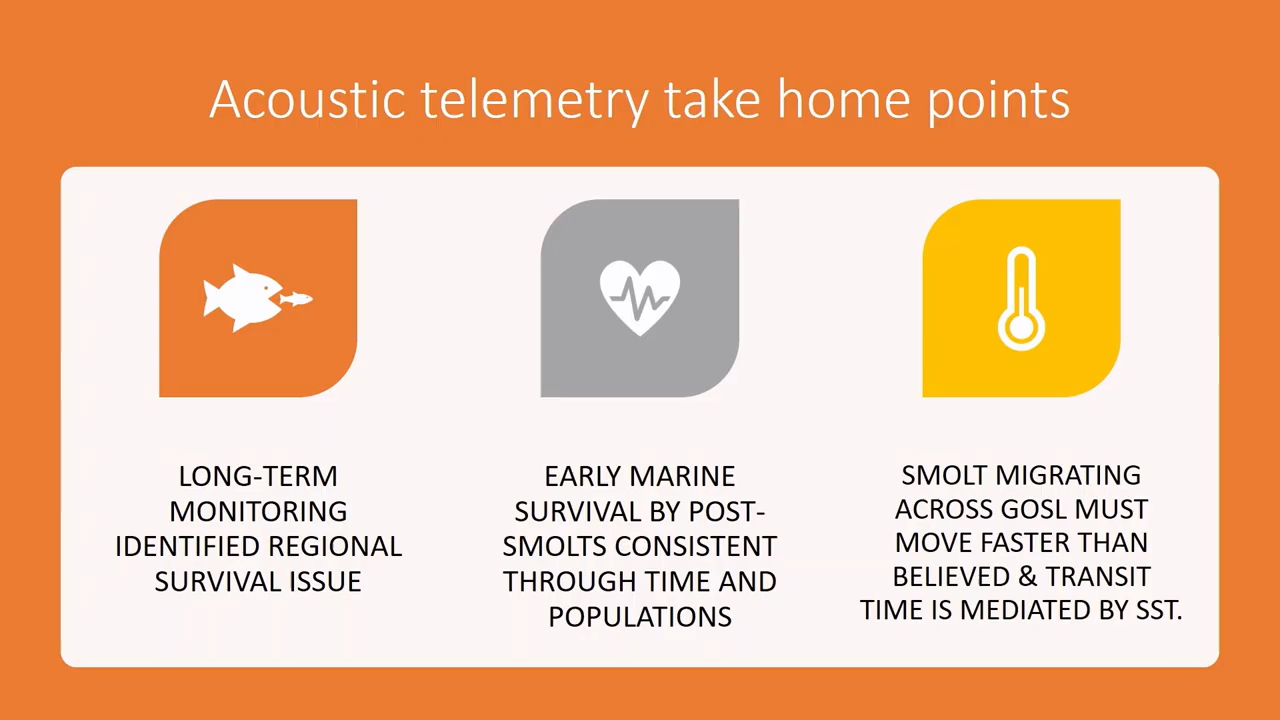 Acoustic telemetry take home points
LONG-TERM
MONITORING
IDENTIFIED REGIONAL
SURVIVAL ISSUE
EARLY MARINE
SURVIVAL BY POST-
SMOLTS CONSISTENT
THROUGH TIME AND
POPULATIONS
SMOLT MIGRATING
ACROSS GOSL MUST
MOVE FASTER THAN
BELIEVED & TRANSIT
TIME IS MEDIATED BY SST.